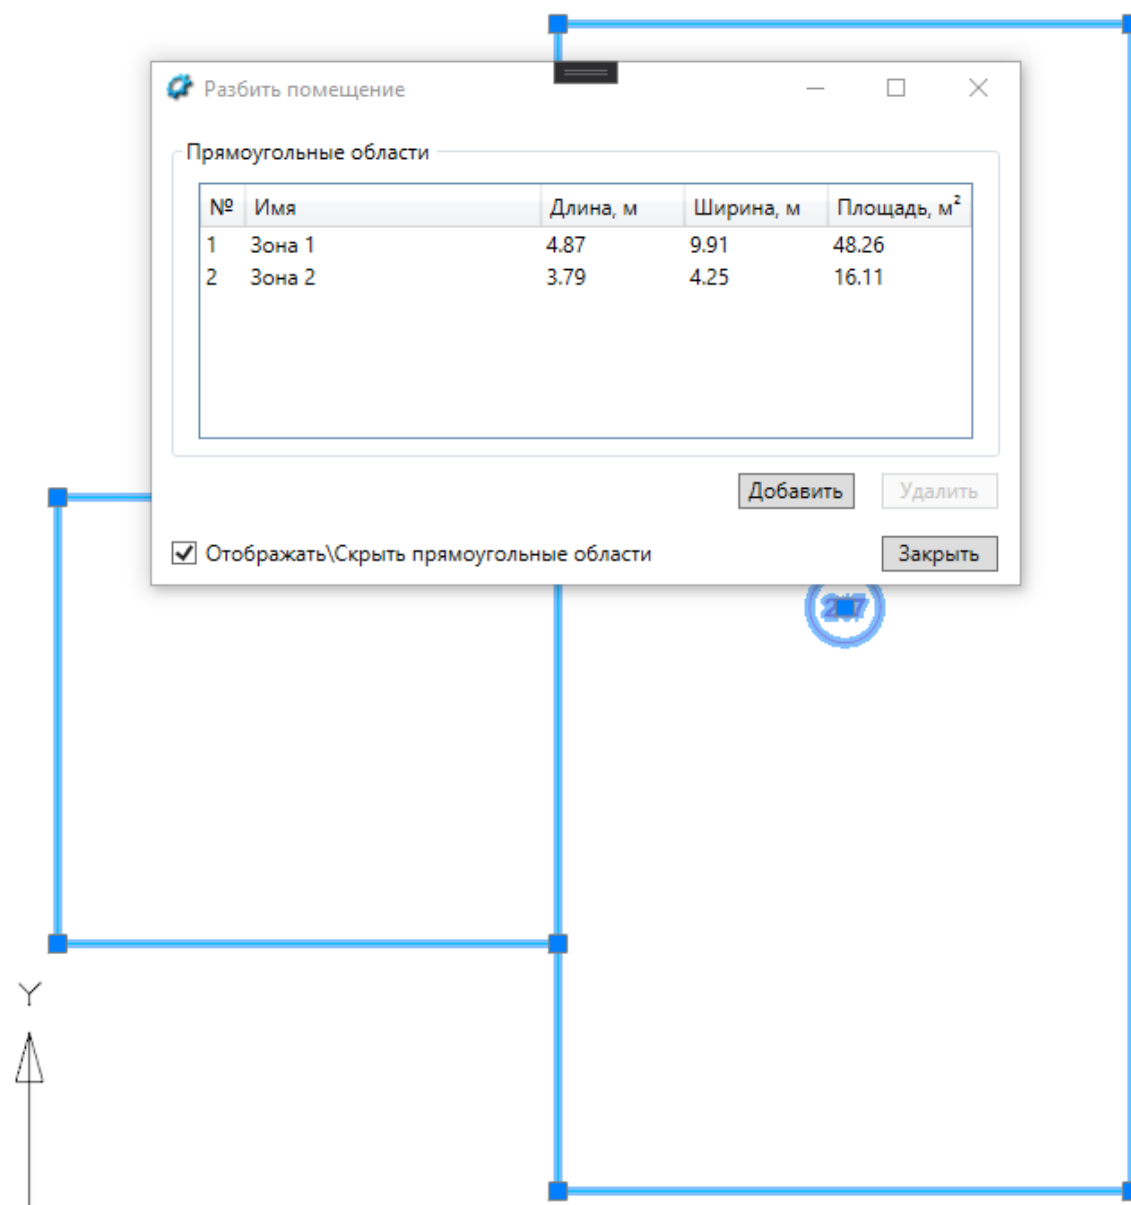 Разбить помещение
Прямоугольные области
№ Имя Длина, м Ширина, м Площадь, м²
1 Зона 1 4.87 9.91 48.26
2 Зона 2 3.79 4.25 16.11
Добавить Удалить
Отображать\Скрыть прямоугольные области Закрыть
Y